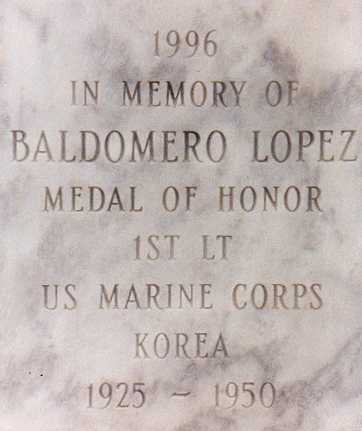 1996
IN MEMORY OF
BALDOMERO LOPEZ
MEDAL OF HONOR
1ST LT
US MARINE CORPS
KOREA
1925 ~ 1950